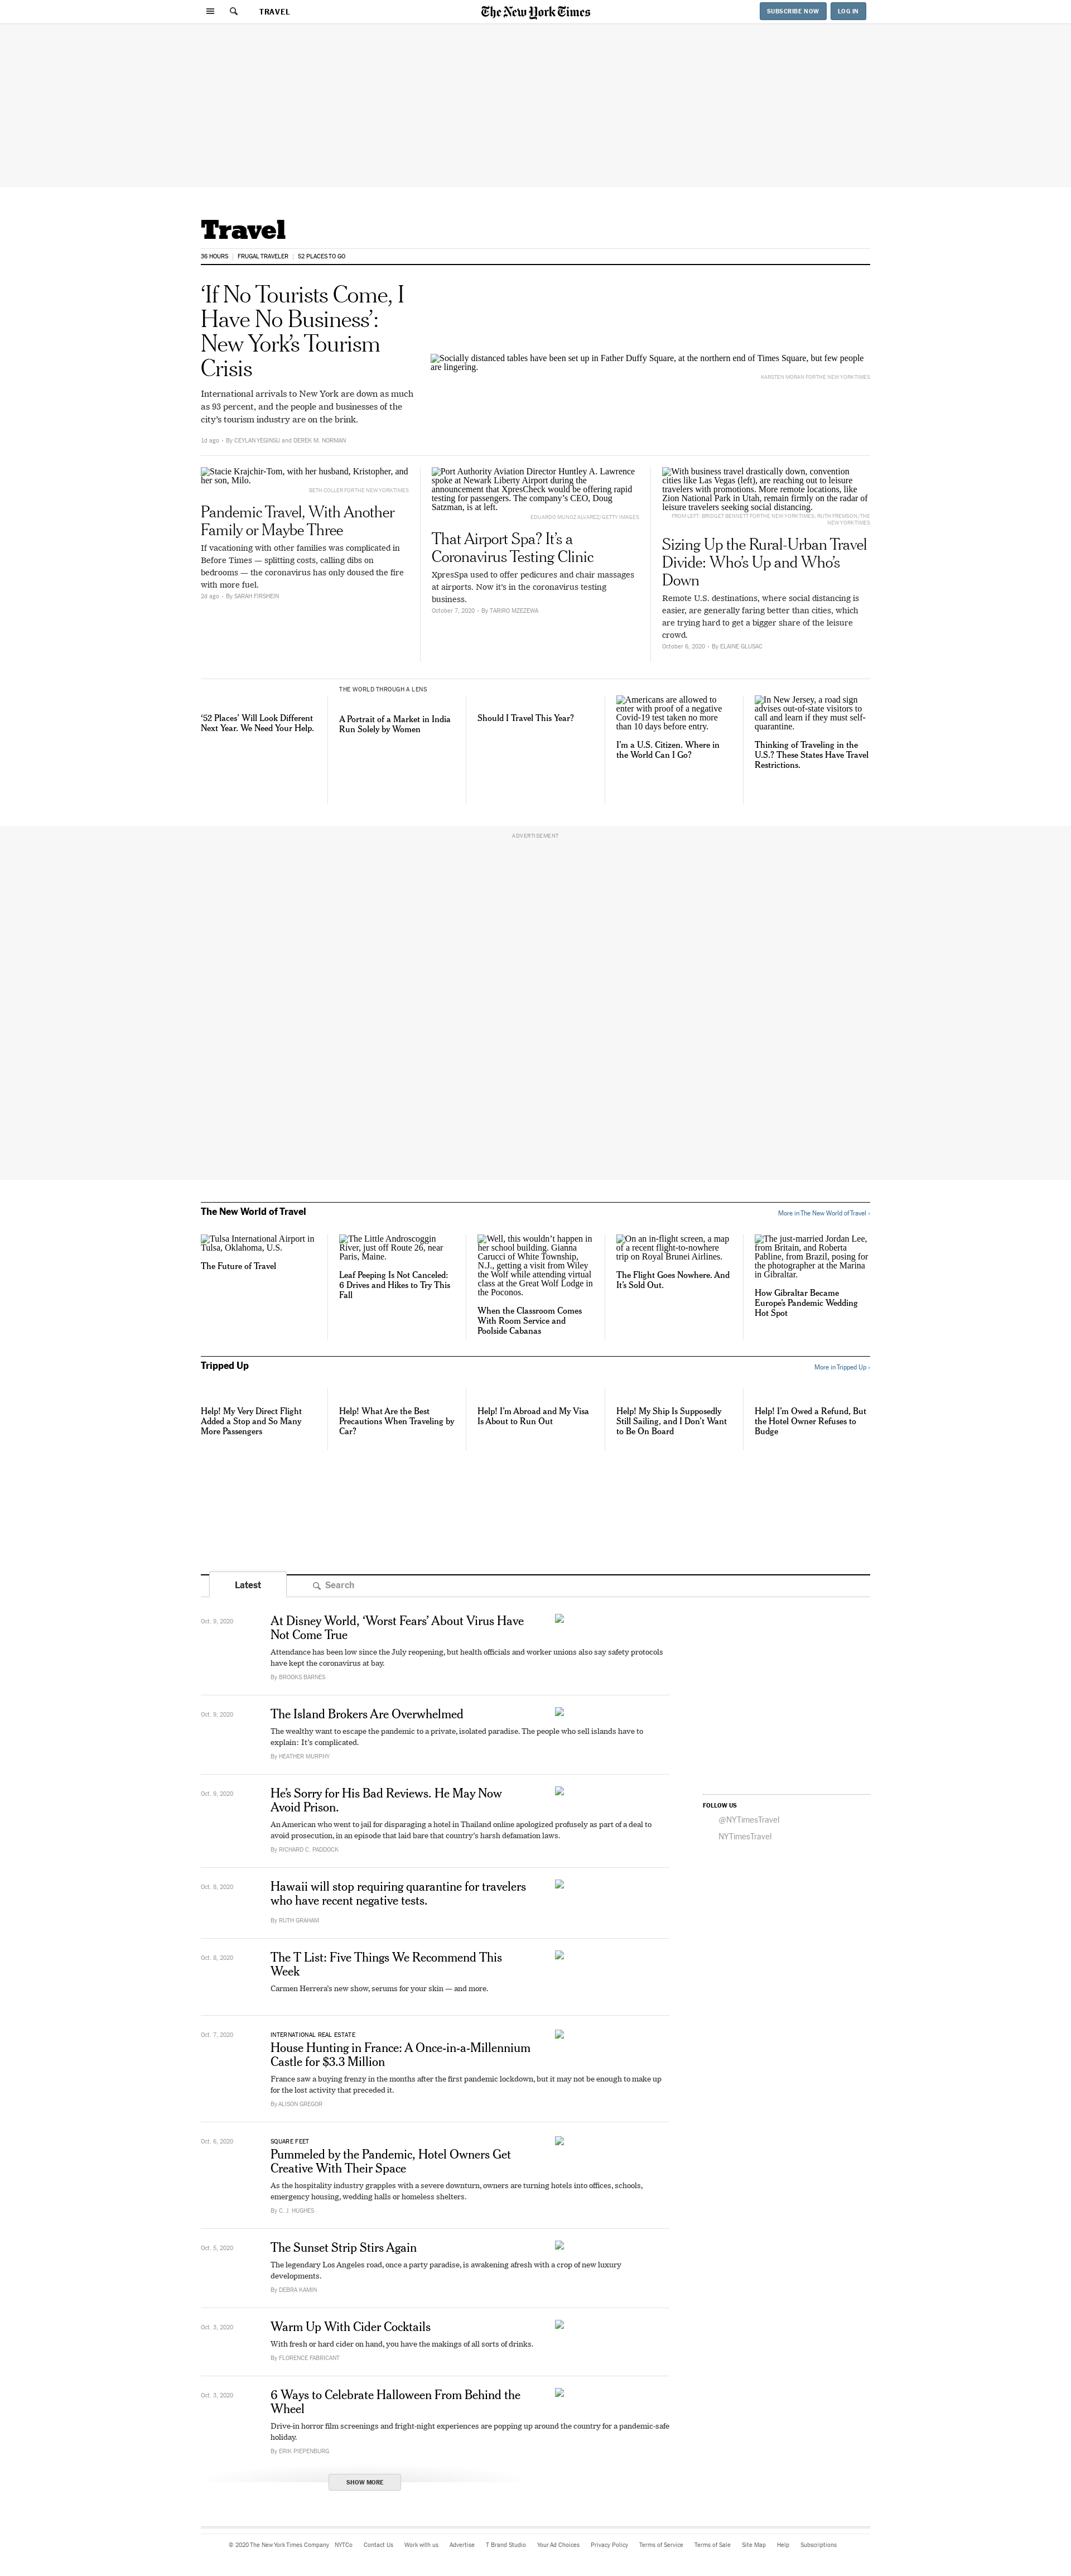 TRAVEL
The New York Times
SUBSCRIBE NOW
LOG IN
Travel
36 HOURS
FRUGAL TRAVELER
52 PLACES TO GO
‘If No Tourists Come, I
Have No Business’:
New York’s Tourism
Crisis
International arrivals to New York are down as much
as 93 percent, and the people and businesses of the
city’s tourism industry are on the brink.
1d ago • By CEYLAN YEGINSU and DEREK M. NORMAN
Socially distanced tables have been set up in Father Duffy Square, at the northern end of Times Square, but few people
are lingering.
KARSTEN MORAN FOR THE NEW YORK TIMES
Stacie Krajchir-Tom, with her husband, Kristopher, and
her son, Milo.
BETH COLLER FOR THE NEW YORK TIMES
Pandemic Travel, With Another
Family or Maybe Three
If vacationing with other families was complicated in
Before Times — splitting costs, calling dibs on
bedrooms — the coronavirus has only doused the fire
with more fuel.
2d ago • By SARAH FIRSHEIN
Port Authority Aviation Director Huntley A. Lawrence
spoke at Newark Liberty Airport during the
announcement that XpresCheck would be offering rapid
testing for passengers. The company’s CEO, Doug
Satzman, is at left.
EDUARDO MUNOZ ALVAREZ/GETTY IMAGES
That Airport Spa? It’s a
Coronavirus Testing Clinic
XpresSpa used to offer pedicures and chair massages
at airports. Now it’s in the coronavirus testing
business.
October 7, 2020 • By TARIRO MZEZEWA
With business travel drastically down, convention
cities like Las Vegas (left), are reaching out to leisure
travelers with promotions. More remote locations, like
Zion National Park in Utah, remain firmly on the radar of
leisure travelers seeking social distancing.
FROM LEFT: BRIDGET BENNETT FOR THE NEW YORK TIMES; RUTH FREMSON/THE
NEW YORK TIMES
Sizing Up the Rural-Urban Travel
Divide: Who’s Up and Who’s
Down
Remote U.S. destinations, where social distancing is
easier, are generally faring better than cities, which
are trying hard to get a bigger share of the leisure
crowd.
October 6, 2020 • By ELAINE GLUSAC
‘52 Places’ Will Look Different
Next Year. We Need Your Help.
THE WORLD THROUGH A LENS
A Portrait of a Market in India
Run Solely by Women
Should I Travel This Year?
Americans are allowed to
enter with proof of a negative
Covid-19 test taken no more
than 10 days before entry.
I’m a U.S. Citizen. Where in
the World Can I Go?
In New Jersey, a road sign
advises out-of-state visitors to
call and learn if they must self-
quarantine.
Thinking of Traveling in the
U.S.? These States Have Travel
Restrictions.
ADVERTISEMENT
The New World of Travel
More in The New World of Travel ›
Tulsa International Airport in
Tulsa, Oklahoma, U.S.
The Future of Travel
The Little Androscoggin
River, just off Route 26, near
Paris, Maine.
Leaf Peeping Is Not Canceled:
6 Drives and Hikes to Try This
Fall
Well, this wouldn’t happen in
her school building. Gianna
Carucci of White Township,
N.J., getting a visit from Wiley
the Wolf while attending virtual
class at the Great Wolf Lodge in
the Poconos.
When the Classroom Comes
With Room Service and
Poolside Cabanas
On an in-flight screen, a map
of a recent flight-to-nowhere
trip on Royal Brunei Airlines.
The Flight Goes Nowhere. And
It’s Sold Out.
The just-married Jordan Lee,
from Britain, and Roberta
Pabline, from Brazil, posing for
the photographer at the Marina
in Gibraltar.
How Gibraltar Became
Europe’s Pandemic Wedding
Hot Spot
Tripped Up
More in Tripped Up ›
Help! My Very Direct Flight
Added a Stop and So Many
More Passengers
Help! What Are the Best
Precautions When Traveling by
Car?
Help! I’m Abroad and My Visa
Is About to Run Out
Help! My Ship Is Supposedly
Still Sailing, and I Don’t Want
to Be On Board
Help! I’m Owed a Refund, But
the Hotel Owner Refuses to
Budge
Latest
Search
Oct. 9, 2020
At Disney World, ‘Worst Fears’ About Virus Have
Not Come True
Attendance has been low since the July reopening, but health officials and worker unions also say safety protocols
have kept the coronavirus at bay.
By BROOKS BARNES
Oct. 9, 2020
The Island Brokers Are Overwhelmed
The wealthy want to escape the pandemic to a private, isolated paradise. The people who sell islands have to
explain: It’s complicated.
By HEATHER MURPHY
Oct. 9, 2020
He’s Sorry for His Bad Reviews. He May Now
Avoid Prison.
An American who went to jail for disparaging a hotel in Thailand online apologized profusely as part of a deal to
avoid prosecution, in an episode that laid bare that country’s harsh defamation laws.
By RICHARD C. PADDOCK
FOLLOW US
@NYTimesTravel
NYTimesTravel
Oct. 8, 2020
Hawaii will stop requiring quarantine for travelers
who have recent negative tests.
By RUTH GRAHAM
Oct. 8, 2020
The T List: Five Things We Recommend This
Week
Carmen Herrera’s new show, serums for your skin — and more.
Oct. 7, 2020
INTERNATIONAL REAL ESTATE
House Hunting in France: A Once-in-a-Millennium
Castle for $3.3 Million
France saw a buying frenzy in the months after the first pandemic lockdown, but it may not be enough to make up
for the lost activity that preceded it.
By ALISON GREGOR
Oct. 6, 2020
SQUARE FEET
Pummeled by the Pandemic, Hotel Owners Get
Creative With Their Space
As the hospitality industry grapples with a severe downturn, owners are turning hotels into offices, schools,
emergency housing, wedding halls or homeless shelters.
By C. J. HUGHES
Oct. 5, 2020
The Sunset Strip Stirs Again
The legendary Los Angeles road, once a party paradise, is awakening afresh with a crop of new luxury
developments.
By DEBRA KAMIN
Oct. 3, 2020
Warm Up With Cider Cocktails
With fresh or hard cider on hand, you have the makings of all sorts of drinks.
By FLORENCE FABRICANT
Oct. 3, 2020
6 Ways to Celebrate Halloween From Behind the
Wheel
Drive-in horror film screenings and fright-night experiences are popping up around the country for a pandemic-safe
holiday.
By ERIK PIEPENBURG
SHOW MORE
© 2020 The New York Times Company NYTCo Contact Us Work with us Advertise T Brand Studio Your Ad Choices Privacy Policy Terms of Service Terms of Sale Site Map Help Subscriptions